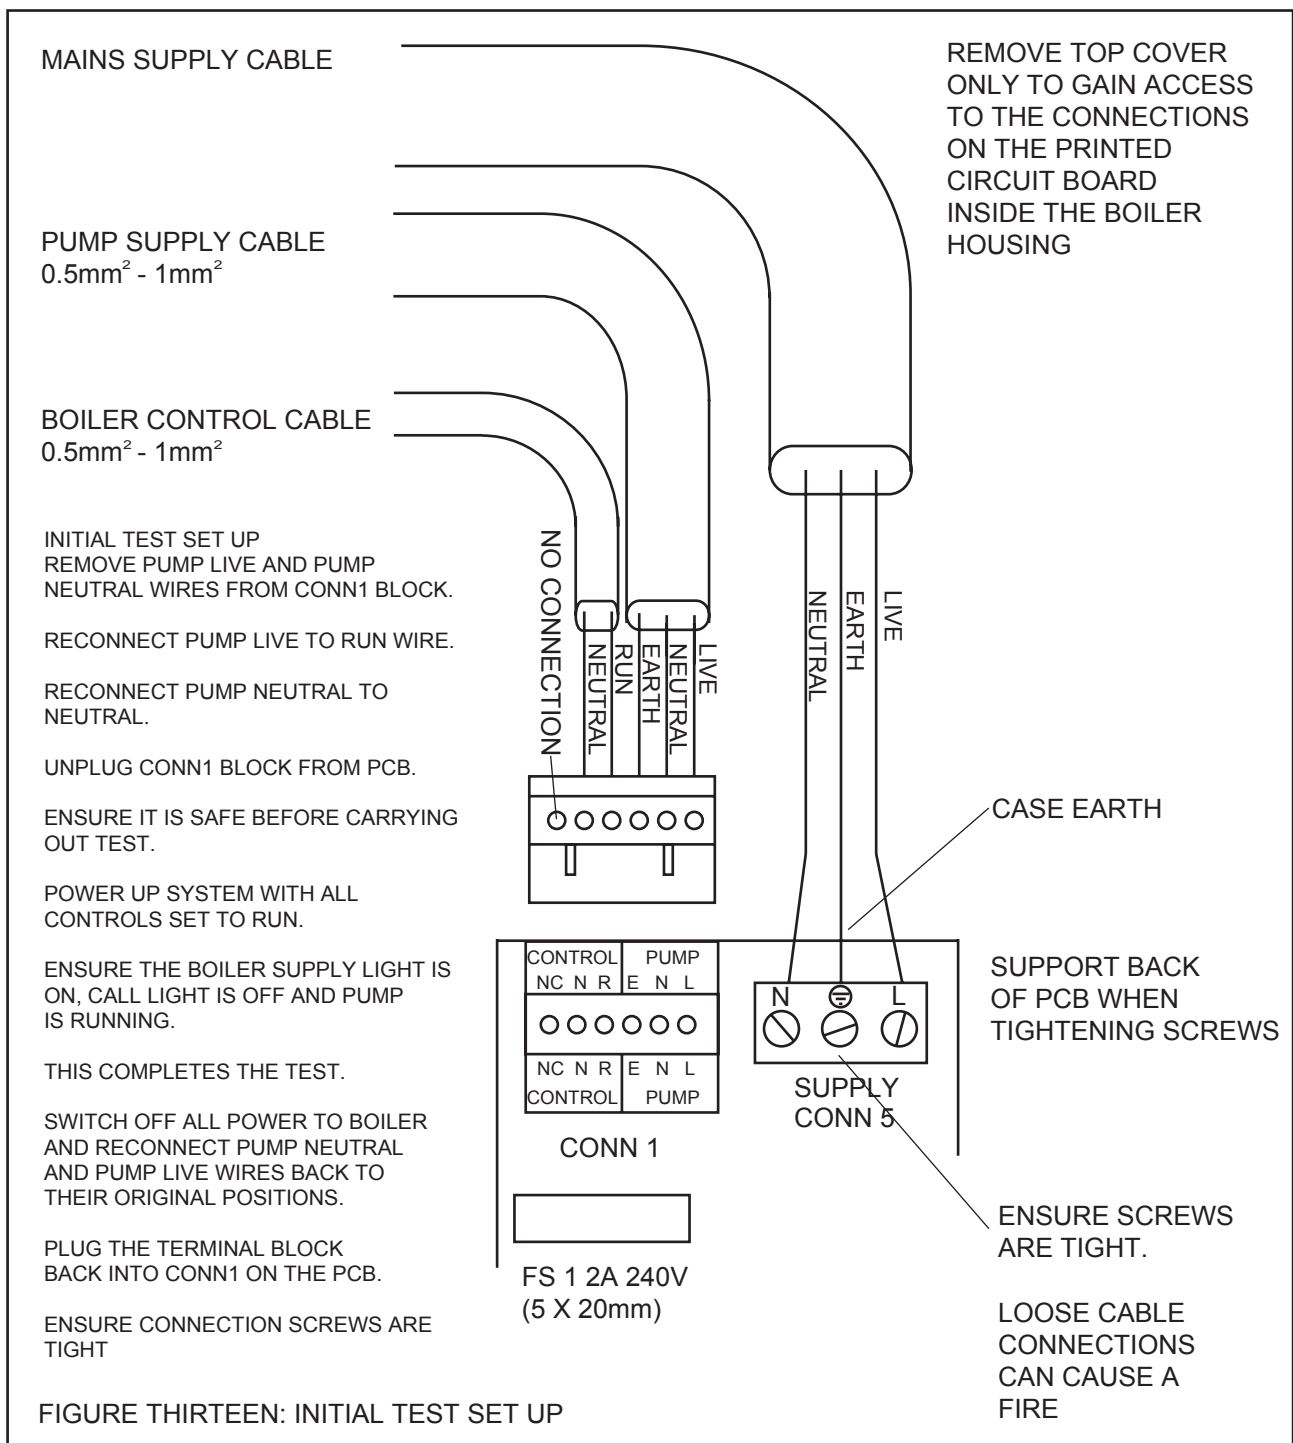 MAINS SUPPLY CABLE
REMOVE TOP COVER
ONLY TO GAIN ACCESS
TO THE CONNECTIONS
ON THE PRINTED
CIRCUIT BOARD
INSIDE THE BOILER
HOUSING
PUMP SUPPLY CABLE
0.5mm² - 1mm²
BOILER CONTROL CABLE
0.5mm² - 1mm²
INITIAL TEST SET UP
REMOVE PUMP LIVE AND PUMP
NEUTRAL WIRES FROM CONN1 BLOCK.
RECONNECT PUMP LIVE TO RUN WIRE.
RECONNECT PUMP NEUTRAL TO
NEUTRAL.
UNPLUG CONN1 BLOCK FROM PCB.
ENSURE IT IS SAFE BEFORE CARRYING
OUT TEST.
POWER UP SYSTEM WITH ALL
CONTROLS SET TO RUN.
ENSURE THE BOILER SUPPLY LIGHT IS
ON, CALL LIGHT IS OFF AND PUMP
IS RUNNING.
THIS COMPLETES THE TEST.
SWITCH OFF ALL POWER TO BOILER
AND RECONNECT PUMP NEUTRAL
AND PUMP LIVE WIRES BACK TO
THEIR ORIGINAL POSITIONS.
PLUG THE TERMINAL BLOCK
BACK INTO CONN1 ON THE PCB.
ENSURE CONNECTION SCREWS ARE
TIGHT
NO CONNECTION
NEUTRAL
RUN
EARTH
NEUTRAL
LIVE
NEUTRAL
EARTH
LIVE
CASE EARTH
CONTROL PUMP
NC N R E N L
NC N R E N L
CONTROL PUMP
CONN 1
N L
SUPPLY
CONN 5
SUPPORT BACK
OF PCB WHEN
TIGHTENING SCREWS
FS 1 2A 240V
(5 X 20mm)
ENSURE SCREWS
ARE TIGHT.
LOOSE CABLE
CONNECTIONS
CAN CAUSE A
FIRE
FIGURE THIRTEEN: INITIAL TEST SET UP